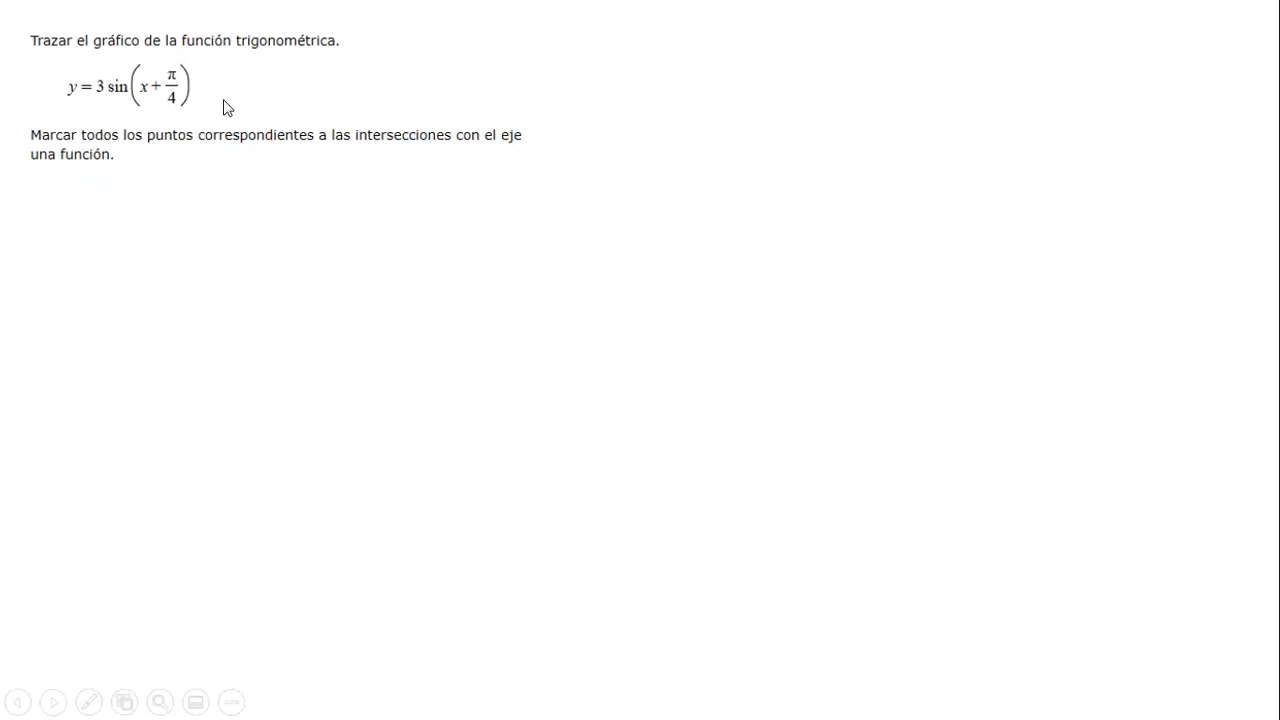 Trazar el gráfico de la función trigonométrica.
y = 3 sin(x + π/4)
Marcar todos los puntos correspondientes a las intersecciones con el eje
una función.